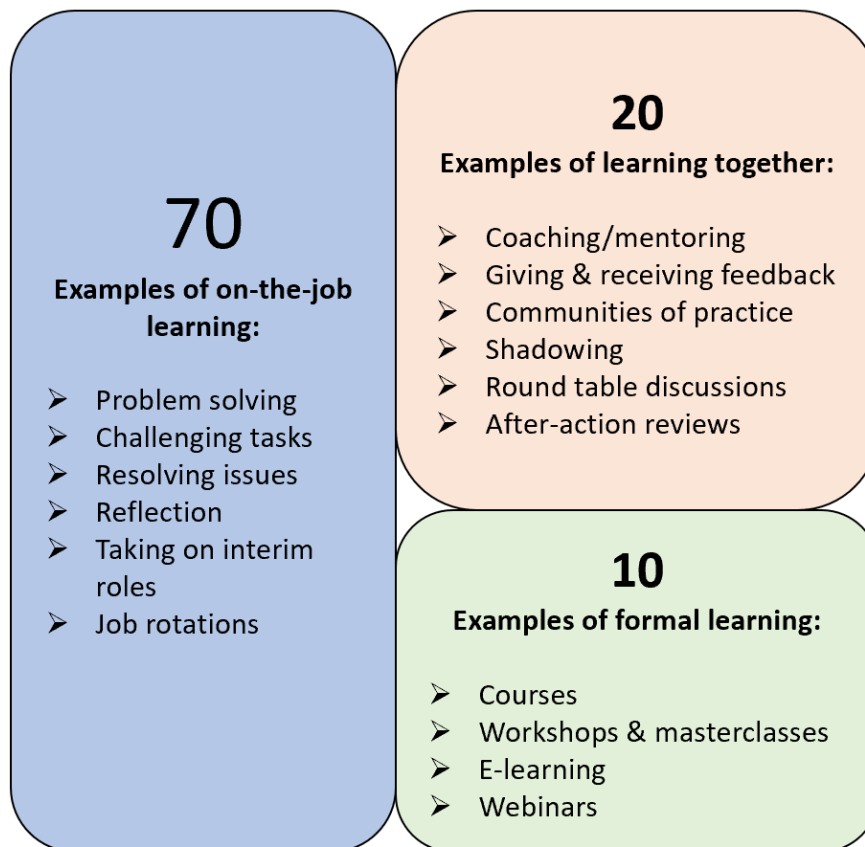 70
Examples of on-the-job
learning:
➢ Problem solving
➢ Challenging tasks
➢ Resolving issues
➢ Reflection
➢ Taking on interim
roles
➢ Job rotations
20
Examples of learning together:
➢ Coaching/mentoring
➢ Giving & receiving feedback
➢ Communities of practice
➢ Shadowing
➢ Round table discussions
➢ After-action reviews
10
Examples of formal learning:
➢ Courses
➢ Workshops & masterclasses
➢ E-learning
➢ Webinars